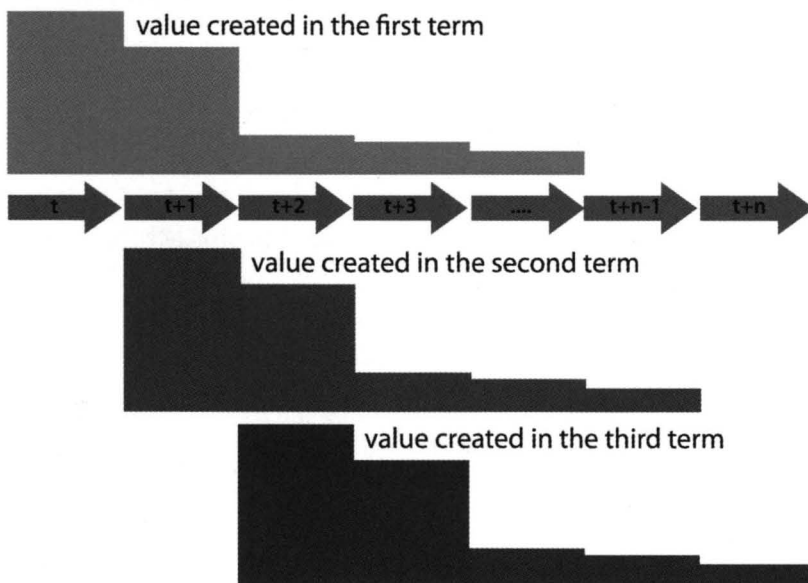 value created in the first term
t t+1 t+2 t+3 .... t+n-1 t+n
value created in the second term
value created in the third term